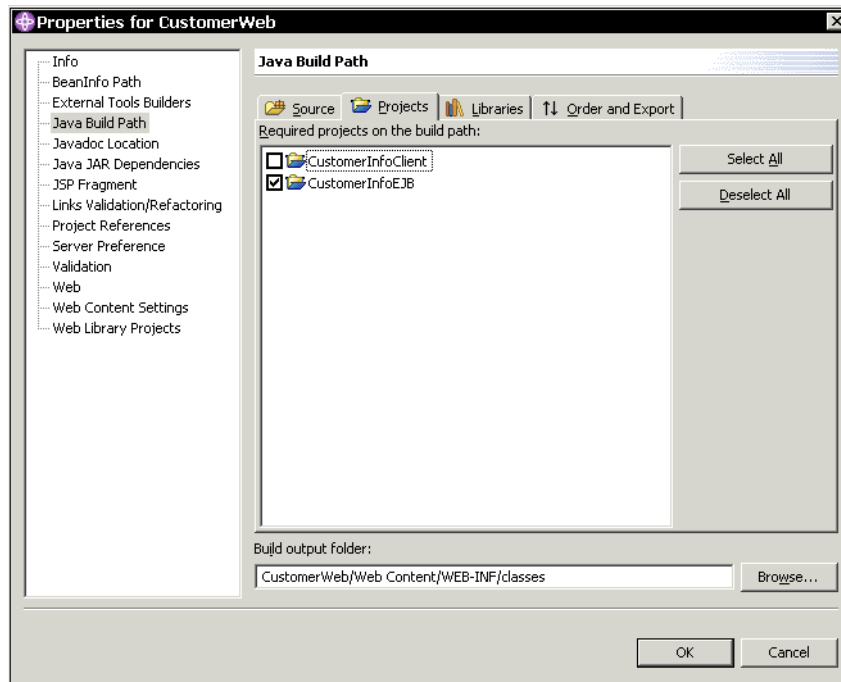 Properties for CustomerWeb
Info
BeanInfo Path
External Tools Builders
Java Build Path
Javadoc Location
Java JAR Dependencies
JSP Fragment
Links Validation/Refactoring
Project References
Server Preference
Validation
Web
Web Content Settings
Web Library Projects
Java Build Path
Source Projects Libraries Order and Export
Required projects on the build path:
CustomerInfoClient
CustomerInfoEJB
Select All
Deselect All
Build output folder:
CustomerWeb/Web Content/WEB-INF/classes
Browse...
OK Cancel